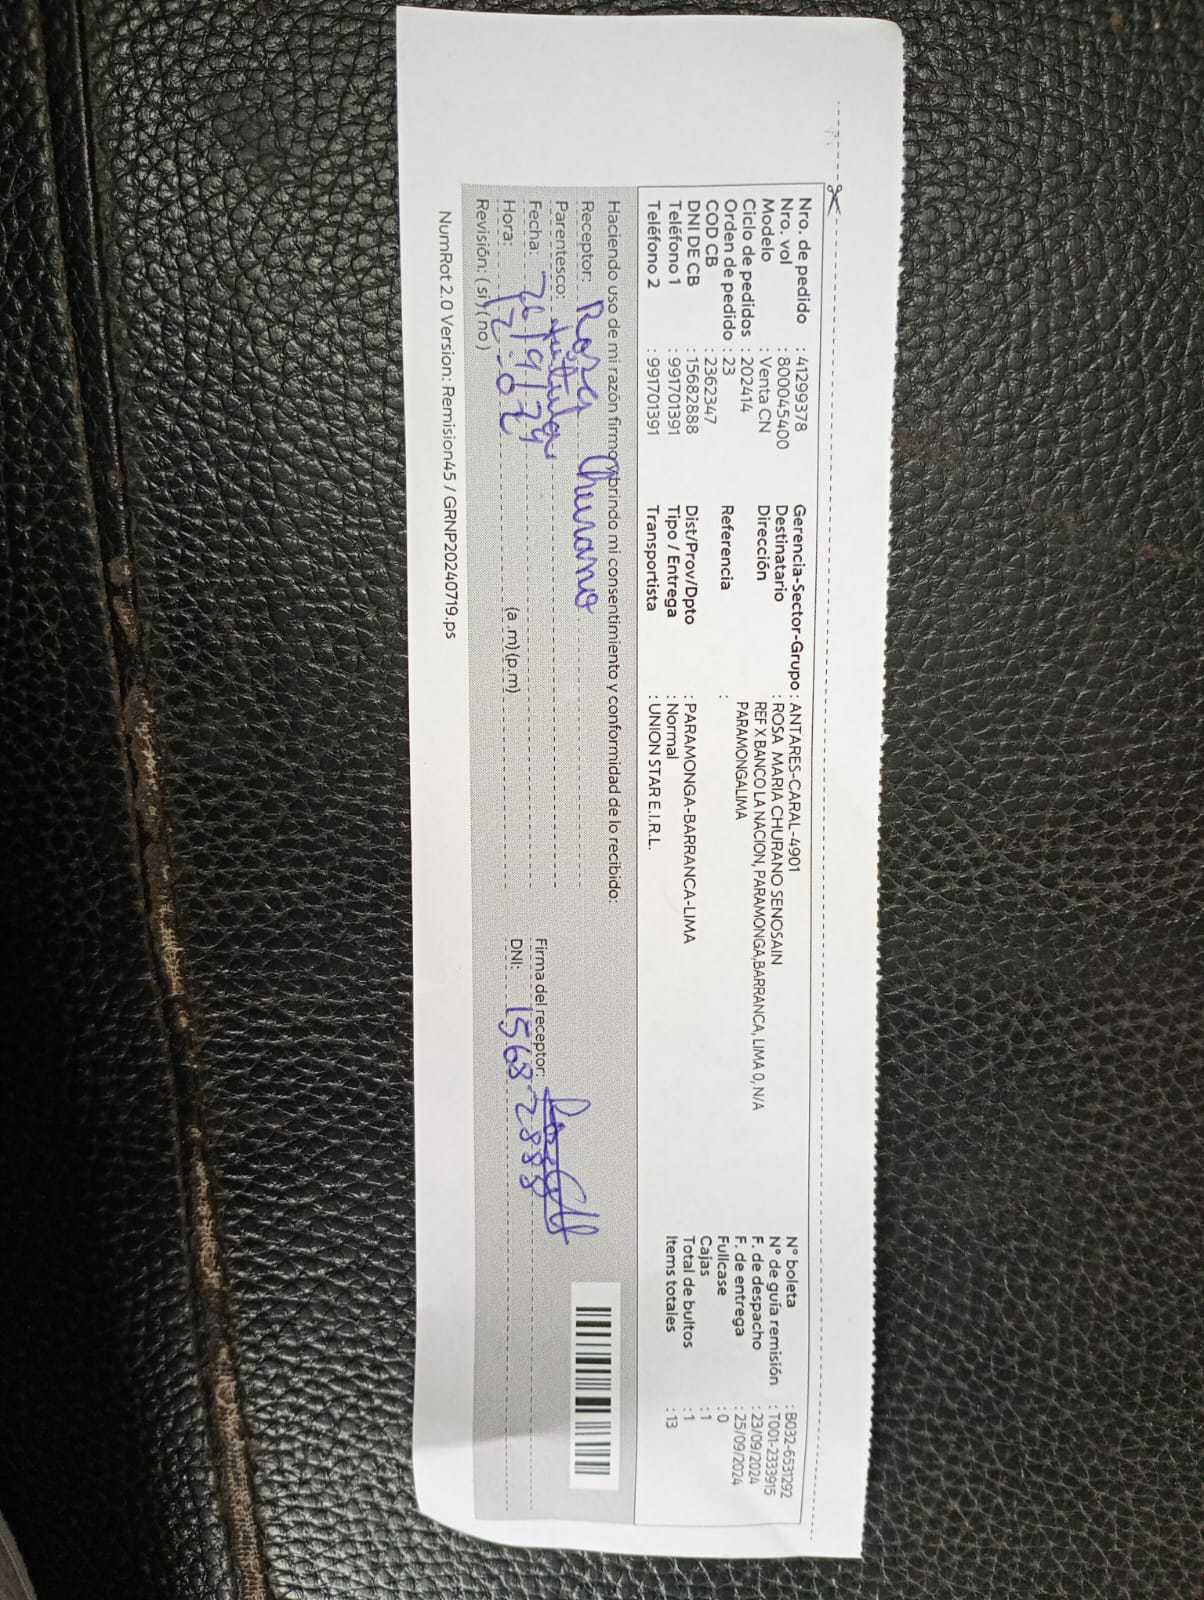 Nro. de pedido : 41299378
Nro. vol : 800045400
Modelo : Venta CN
Ciclo de pedidos : 202414
Orden de pedido : 23
COD CB : 2362347
DNI DE CB : 15682888
Teléfono 1 : 991701391
Teléfono 2 : 991701391
Gerencia-Sector-Grupo : ANTARES-CARAL-4901
Destinatario : ROSA MARIA CHURANO SENOSAIN
Dirección REF X BANCO LA NACION, PARAMONGA,BARRANCA, LIMA 0, N/A
PARAMONGALIMA
Referencia :
Dist/Prov/Dpto : PARAMONGA-BARRANCA-LIMA
Tipo / Entrega : Normal
Transportista : UNION STAR E.I.R.L.
N° boleta : B032-6531292
N° de guía remisión : T001-2333915
F. de despacho : 23/09/2024
F. de entrega : 25/09/2024
Fullcase : 0
Cajas : 1
Total de bultos : 1
Items totales : 13
Haciendo uso de mi razón firmo y brindo mi consentimiento y conformidad de lo recibido:
Receptor: Rosa Churano
Parentesco: titular
Fecha: 26/9/24
Hora: 12:02 (a .m) (p.m)
Revisión: ( si ) ( no )
Firma del receptor:
DNI: 15682888
NumRot 2.0 Version: Remision45 / GRNP20240719.ps